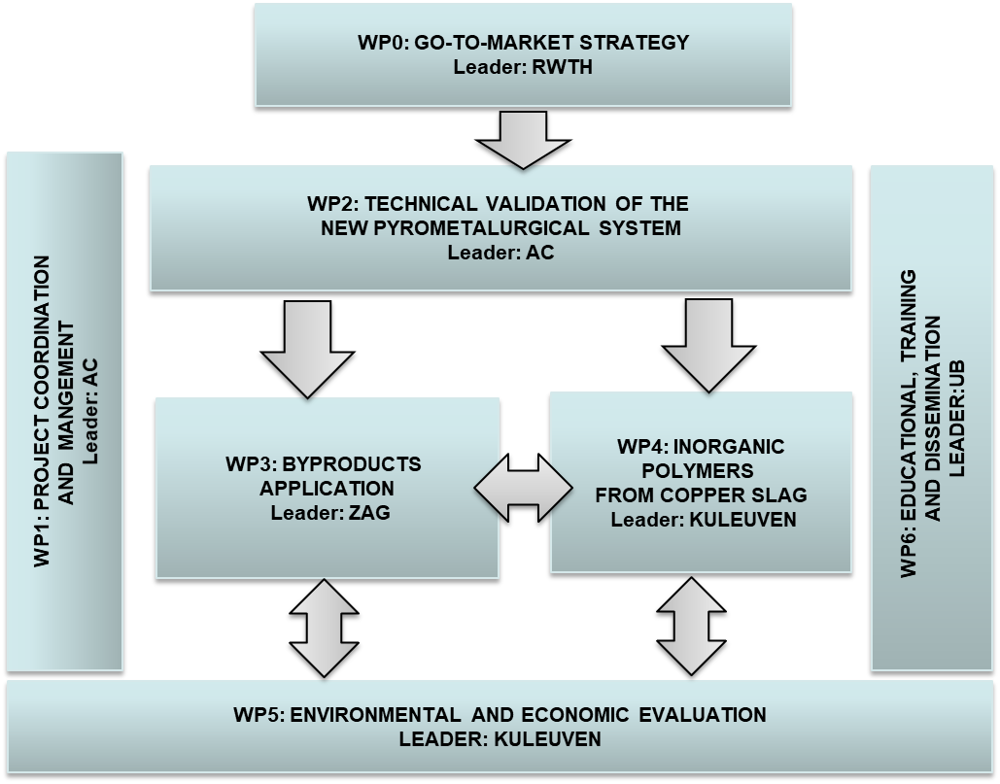 WP0: GO-TO-MARKET STRATEGY
Leader: RWTH
WP1: PROJECT COORDINATION
AND MANGEMENT
Leader: AC
WP2: TECHNICAL VALIDATION OF THE
NEW PYROMETALURGICAL SYSTEM
Leader: AC
WP6: EDUCATIONAL, TRAINING
AND DISSEMINATION
LEADER:UB
WP3: BYPRODUCTS
APPLICATION
Leader: ZAG
WP4: INORGANIC
POLYMERS
FROM COPPER SLAG
Leader: KULEUVEN
WP5: ENVIRONMENTAL AND ECONOMIC EVALUATION
LEADER: KULEUVEN